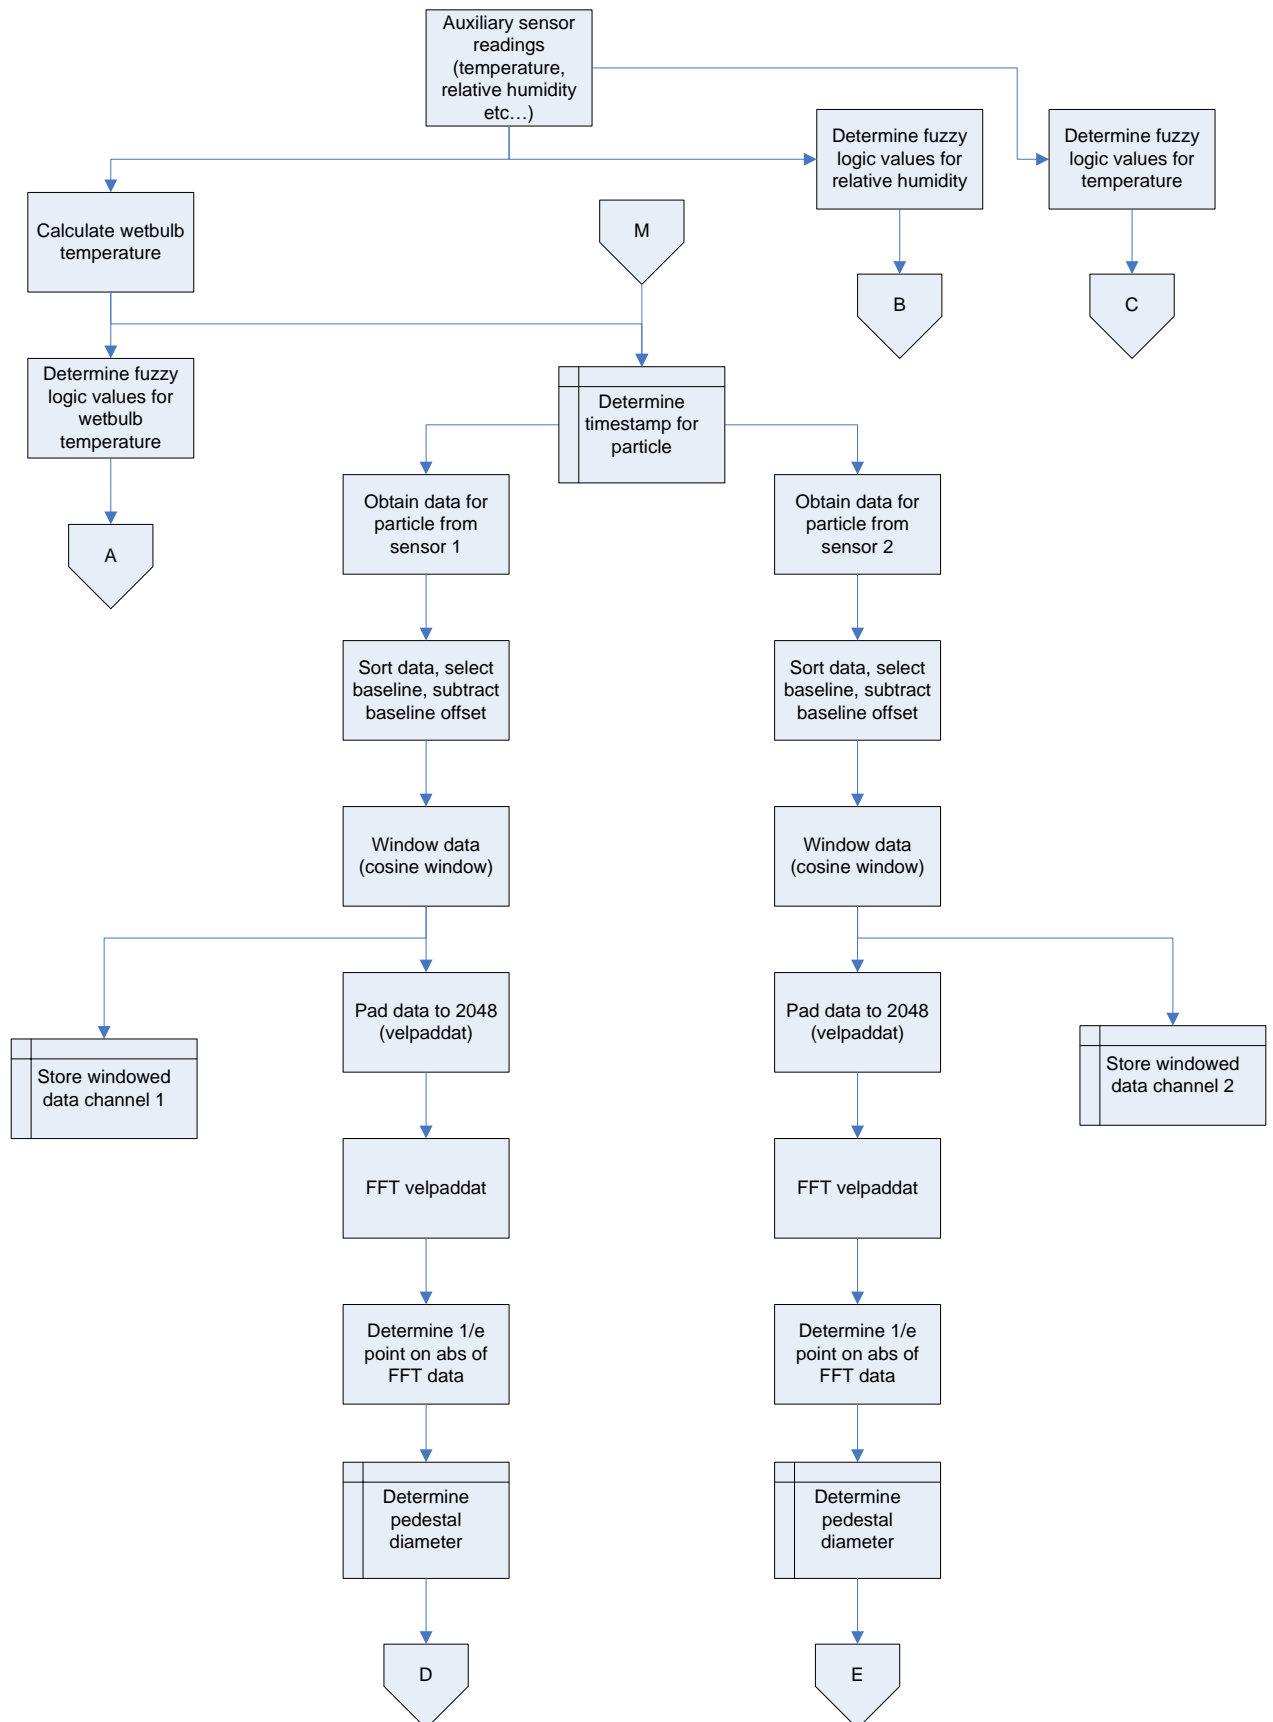 Auxiliary sensor
readings
(temperature,
relative humidity
etc…)
Determine fuzzy
logic values for
relative humidity
Determine fuzzy
logic values for
temperature
Calculate wetbulb
temperature
M
B
C
Determine fuzzy
logic values for
wetbulb
temperature
Determine
timestamp for
particle
A
Obtain data for
particle from
sensor 1
Obtain data for
particle from
sensor 2
Sort data, select
baseline, subtract
baseline offset
Sort data, select
baseline, subtract
baseline offset
Window data
(cosine window)
Window data
(cosine window)
Pad data to 2048
(velpaddat)
Pad data to 2048
(velpaddat)
Store windowed
data channel 1
Store windowed
data channel 2
FFT velpaddat
FFT velpaddat
Determine 1/e
point on abs of
FFT data
Determine 1/e
point on abs of
FFT data
Determine
pedestal
diameter
Determine
pedestal
diameter
D
E